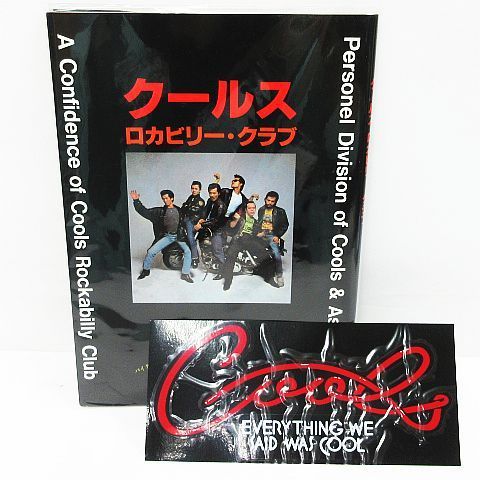 クールス
ロカビリー・クラブ
A Confidence of Cools Rockabilly Club
Personel Division of Cools & As
Cools
EVERYTHING WE
SAID WAS COOL